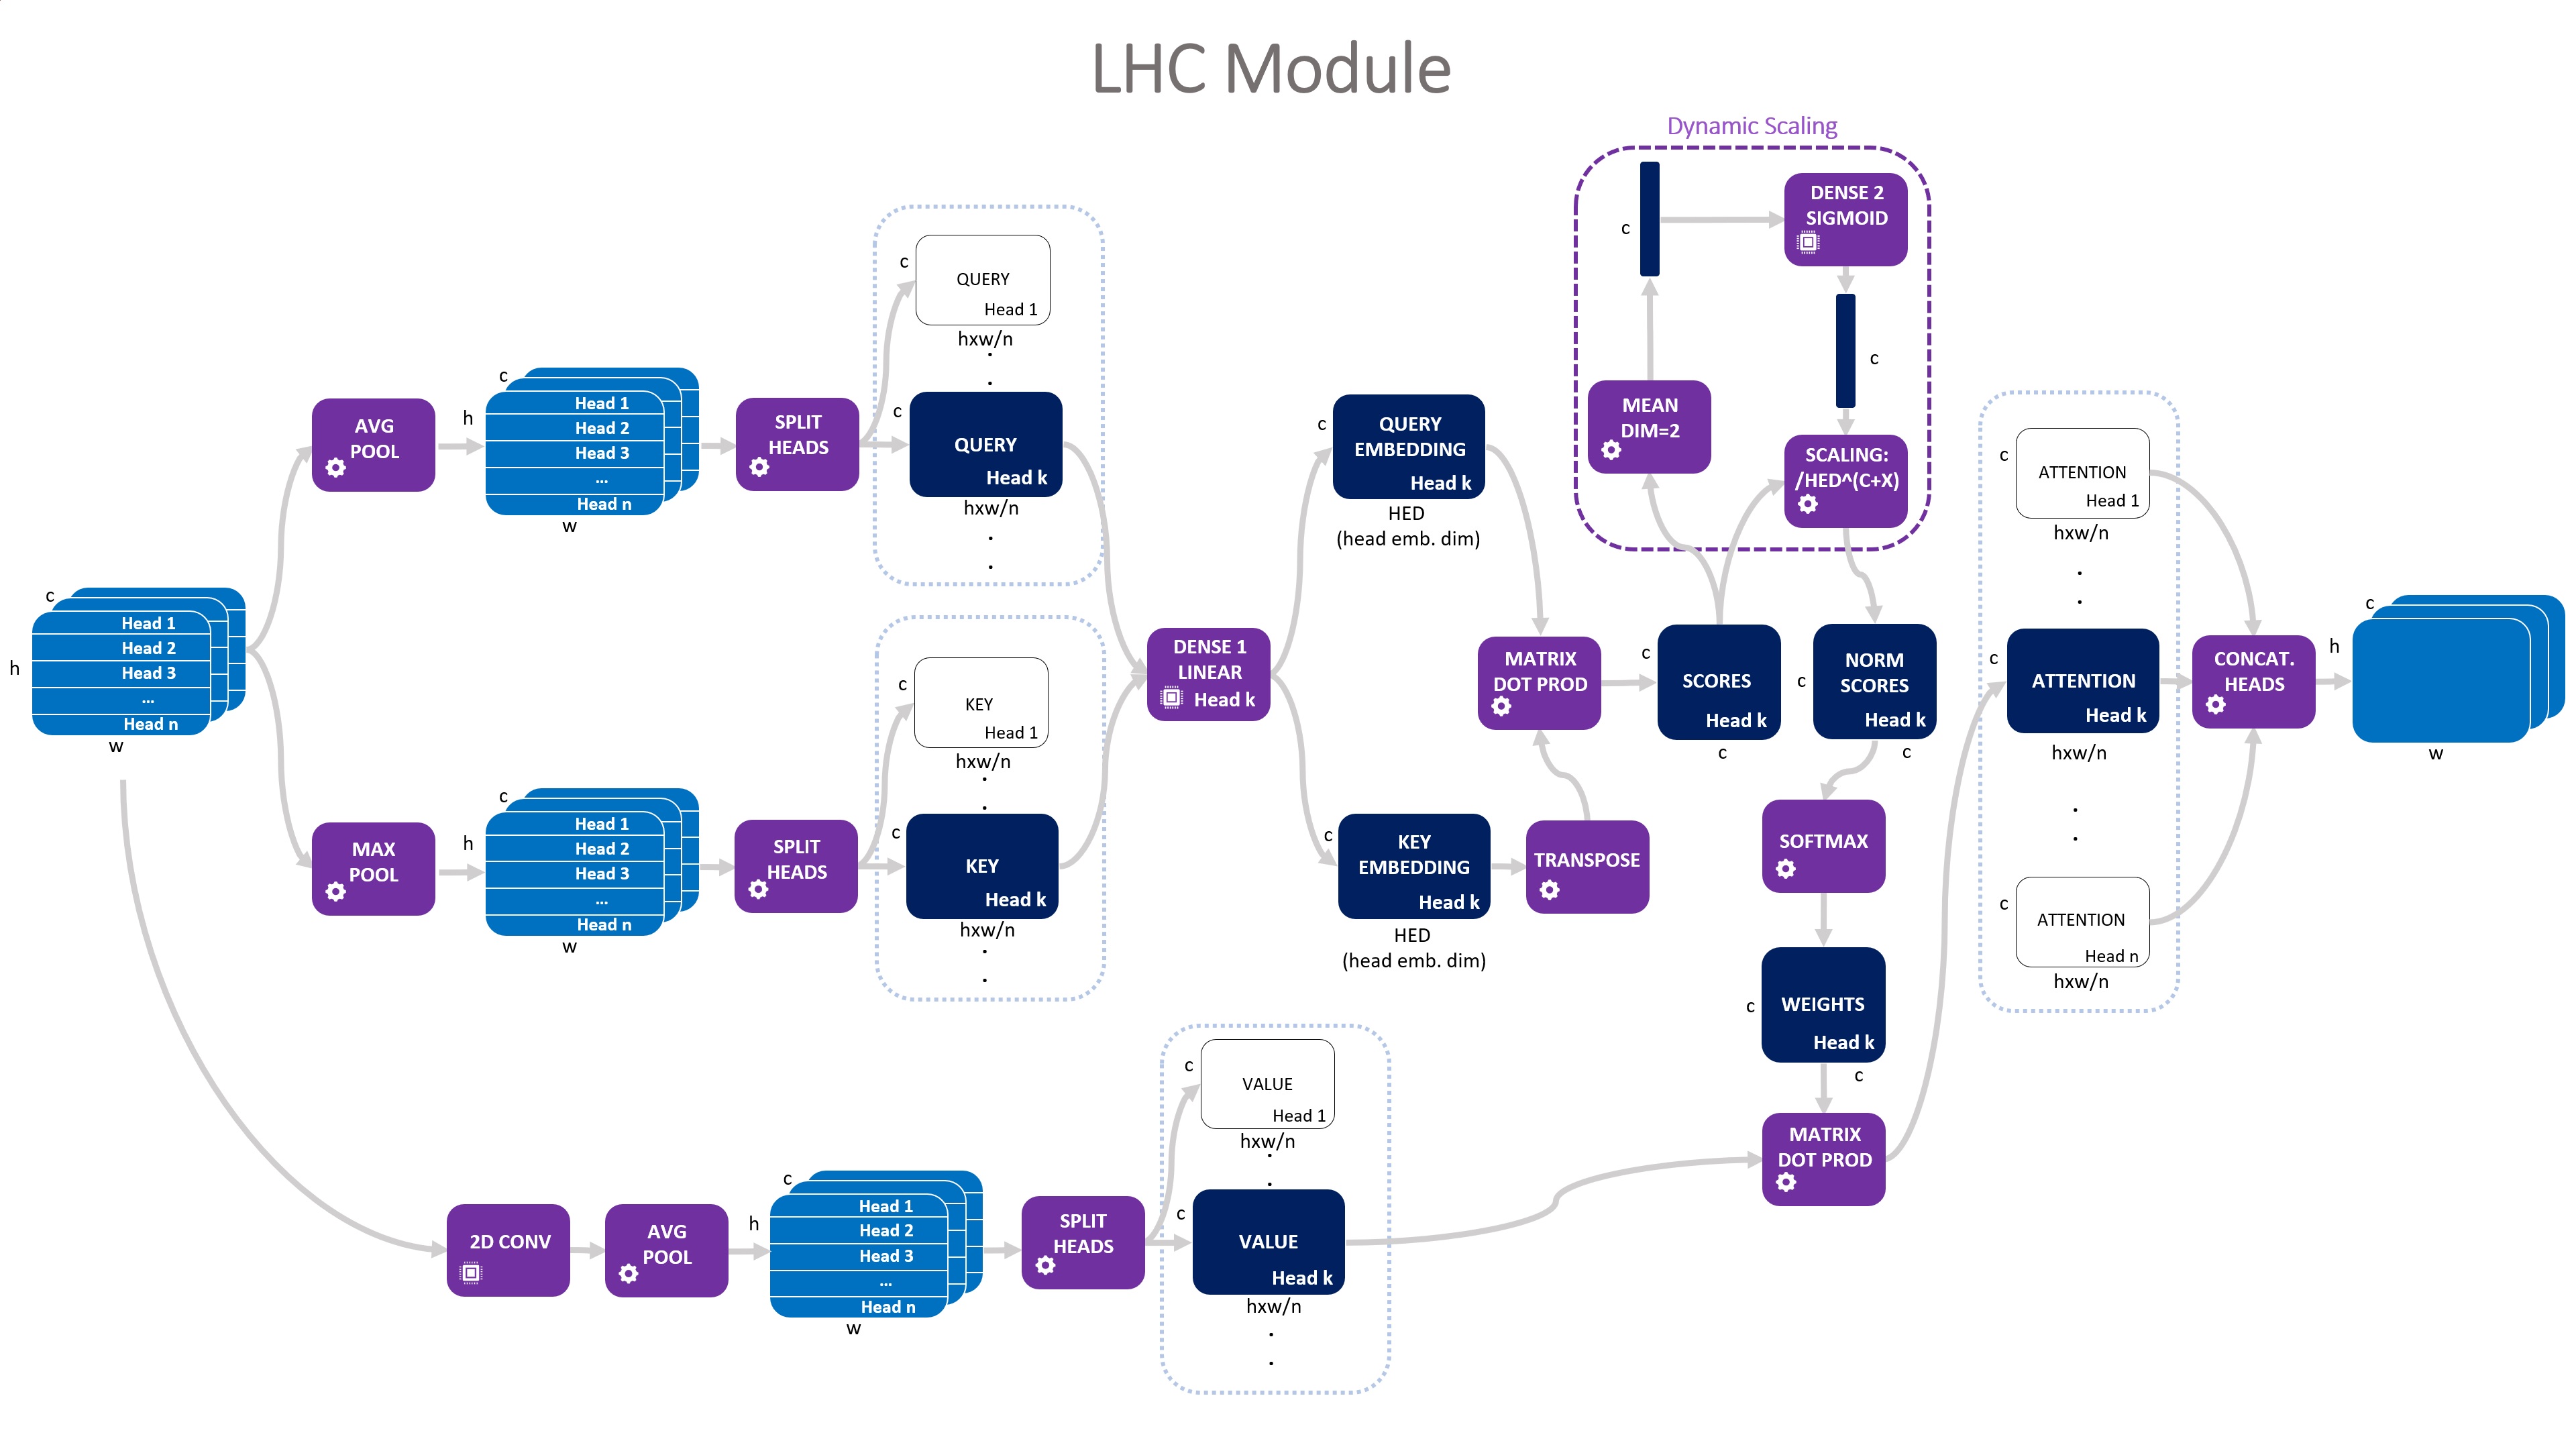 LHC Module
Dynamic Scaling
c
DENSE 2
SIGMOID
c
c
MEAN
DIM=2
SCALING:
/HED^(C+X)
c
Head 1
Head 2
Head 3
...
Head n
h
w
AVG
POOL
c
h
Head 1
Head 2
Head 3
...
Head n
w
SPLIT
HEADS
c
QUERY
Head 1
hxw/n
.
.
c
QUERY
Head k
hxw/n
.
.
MAX
POOL
c
h
Head 1
Head 2
Head 3
...
Head n
w
SPLIT
HEADS
c
KEY
Head 1
hxw/n
.
.
c
KEY
Head k
hxw/n
.
.
DENSE 1
LINEAR
Head k
c
QUERY
EMBEDDING
Head k
HED
(head emb. dim)
c
KEY
EMBEDDING
Head k
HED
(head emb. dim)
TRANSPOSE
MATRIX
DOT PROD
c
SCORES
Head k
c
c
NORM
SCORES
Head k
c
SOFTMAX
c
WEIGHTS
Head k
c
MATRIX
DOT PROD
2D CONV
AVG
POOL
c
h
Head 1
Head 2
Head 3
...
Head n
w
SPLIT
HEADS
c
VALUE
Head 1
hxw/n
.
.
c
VALUE
Head k
hxw/n
.
.
c
ATTENTION
Head 1
hxw/n
.
.
c
ATTENTION
Head k
hxw/n
.
.
c
ATTENTION
Head n
hxw/n
CONCAT.
HEADS
c
h
w